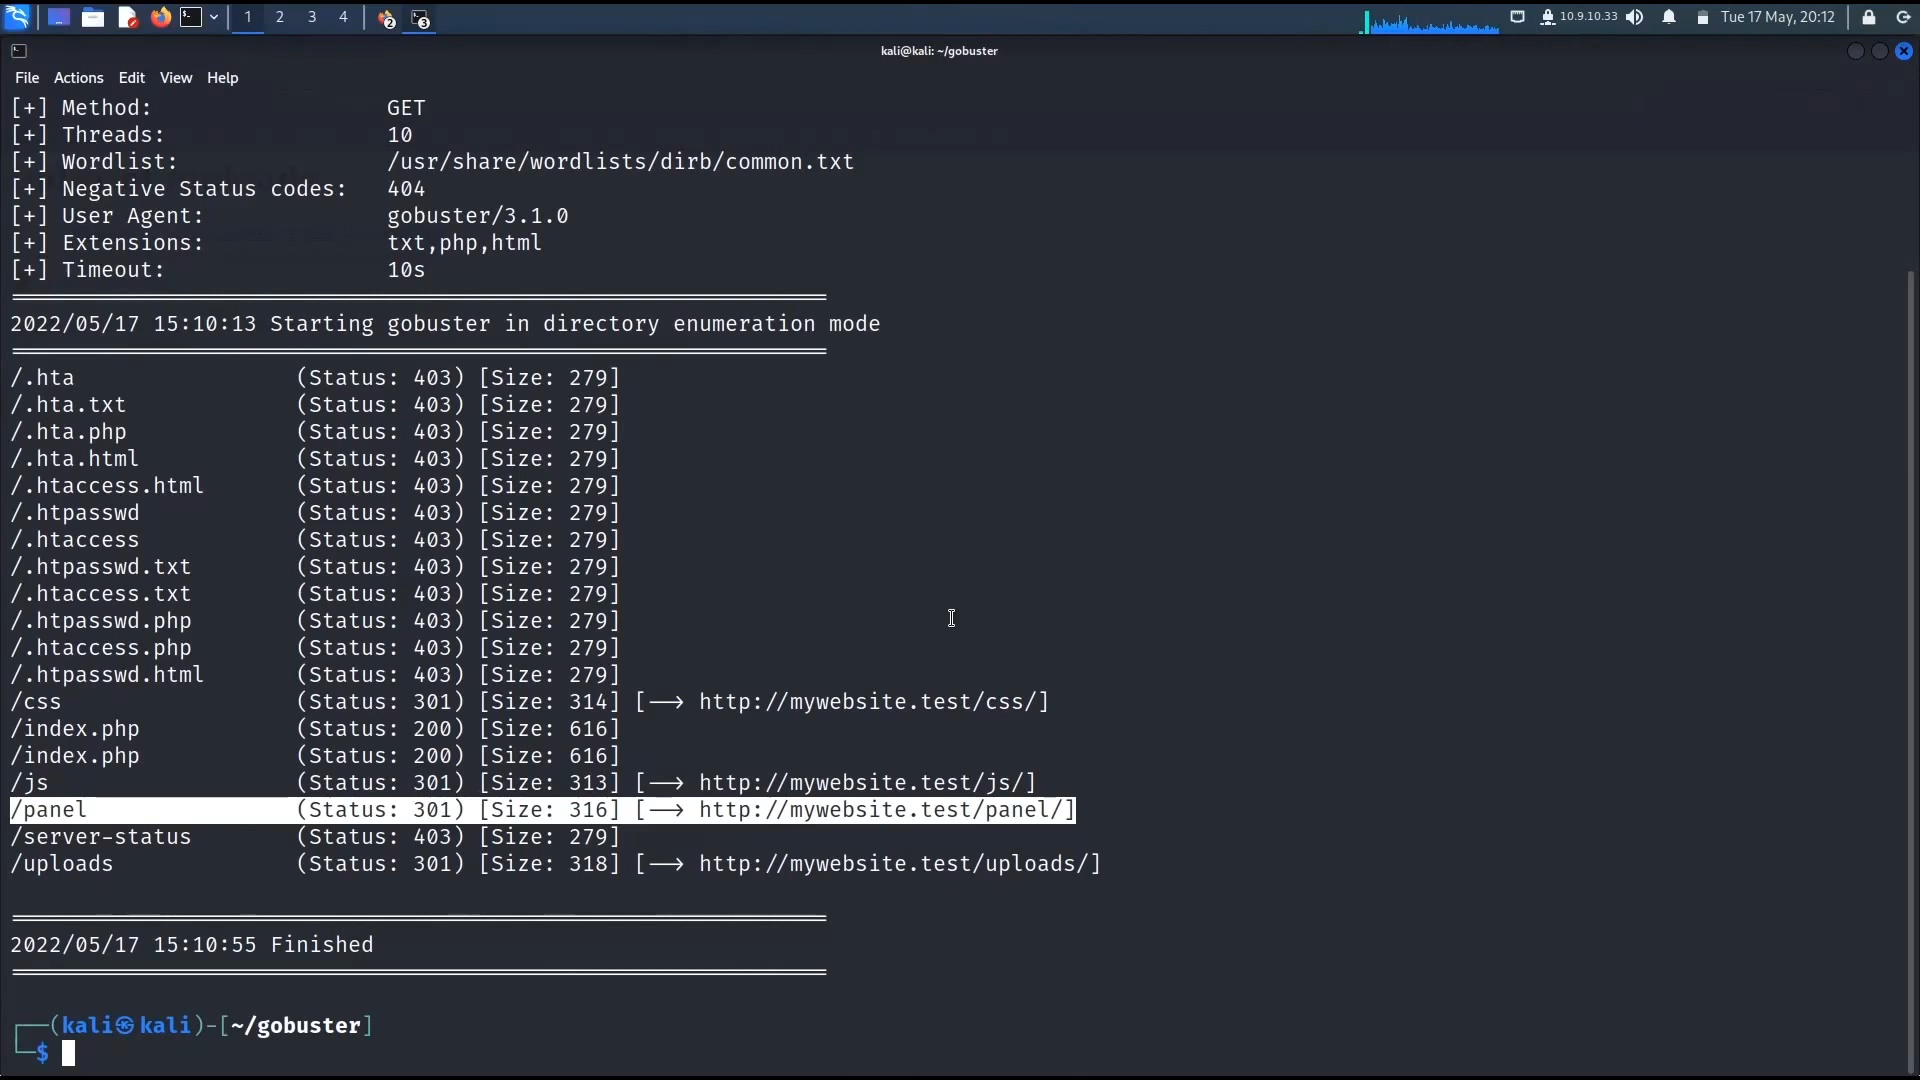 1 2 3 4 2 3 10.9.10.33 Tue 17 May, 20:12
kali@kali: ~/gobuster
File Actions Edit View Help
[+] Method: GET
[+] Threads: 10
[+] Wordlist: /usr/share/wordlists/dirb/common.txt
[+] Negative Status codes: 404
[+] User Agent: gobuster/3.1.0
[+] Extensions: txt,php,html
[+] Timeout: 10s
===============================================================
2022/05/17 15:10:13 Starting gobuster in directory enumeration mode
===============================================================
/.hta (Status: 403) [Size: 279]
/.hta.txt (Status: 403) [Size: 279]
/.hta.php (Status: 403) [Size: 279]
/.hta.html (Status: 403) [Size: 279]
/.htaccess.html (Status: 403) [Size: 279]
/.htpasswd (Status: 403) [Size: 279]
/.htaccess (Status: 403) [Size: 279]
/.htpasswd.txt (Status: 403) [Size: 279]
/.htaccess.txt (Status: 403) [Size: 279]
/.htpasswd.php (Status: 403) [Size: 279]
/.htaccess.php (Status: 403) [Size: 279]
/.htpasswd.html (Status: 403) [Size: 279]
/css (Status: 301) [Size: 314] [--> http://mywebsite.test/css/]
/index.php (Status: 200) [Size: 616]
/index.php (Status: 200) [Size: 616]
/js (Status: 301) [Size: 313] [--> http://mywebsite.test/js/]
/panel (Status: 301) [Size: 316] [--> http://mywebsite.test/panel/]
/server-status (Status: 403) [Size: 279]
/uploads (Status: 301) [Size: 318] [--> http://mywebsite.test/uploads/]
===============================================================
2022/05/17 15:10:55 Finished
===============================================================
┌──(kali㉿kali)-[~/gobuster]
└─$